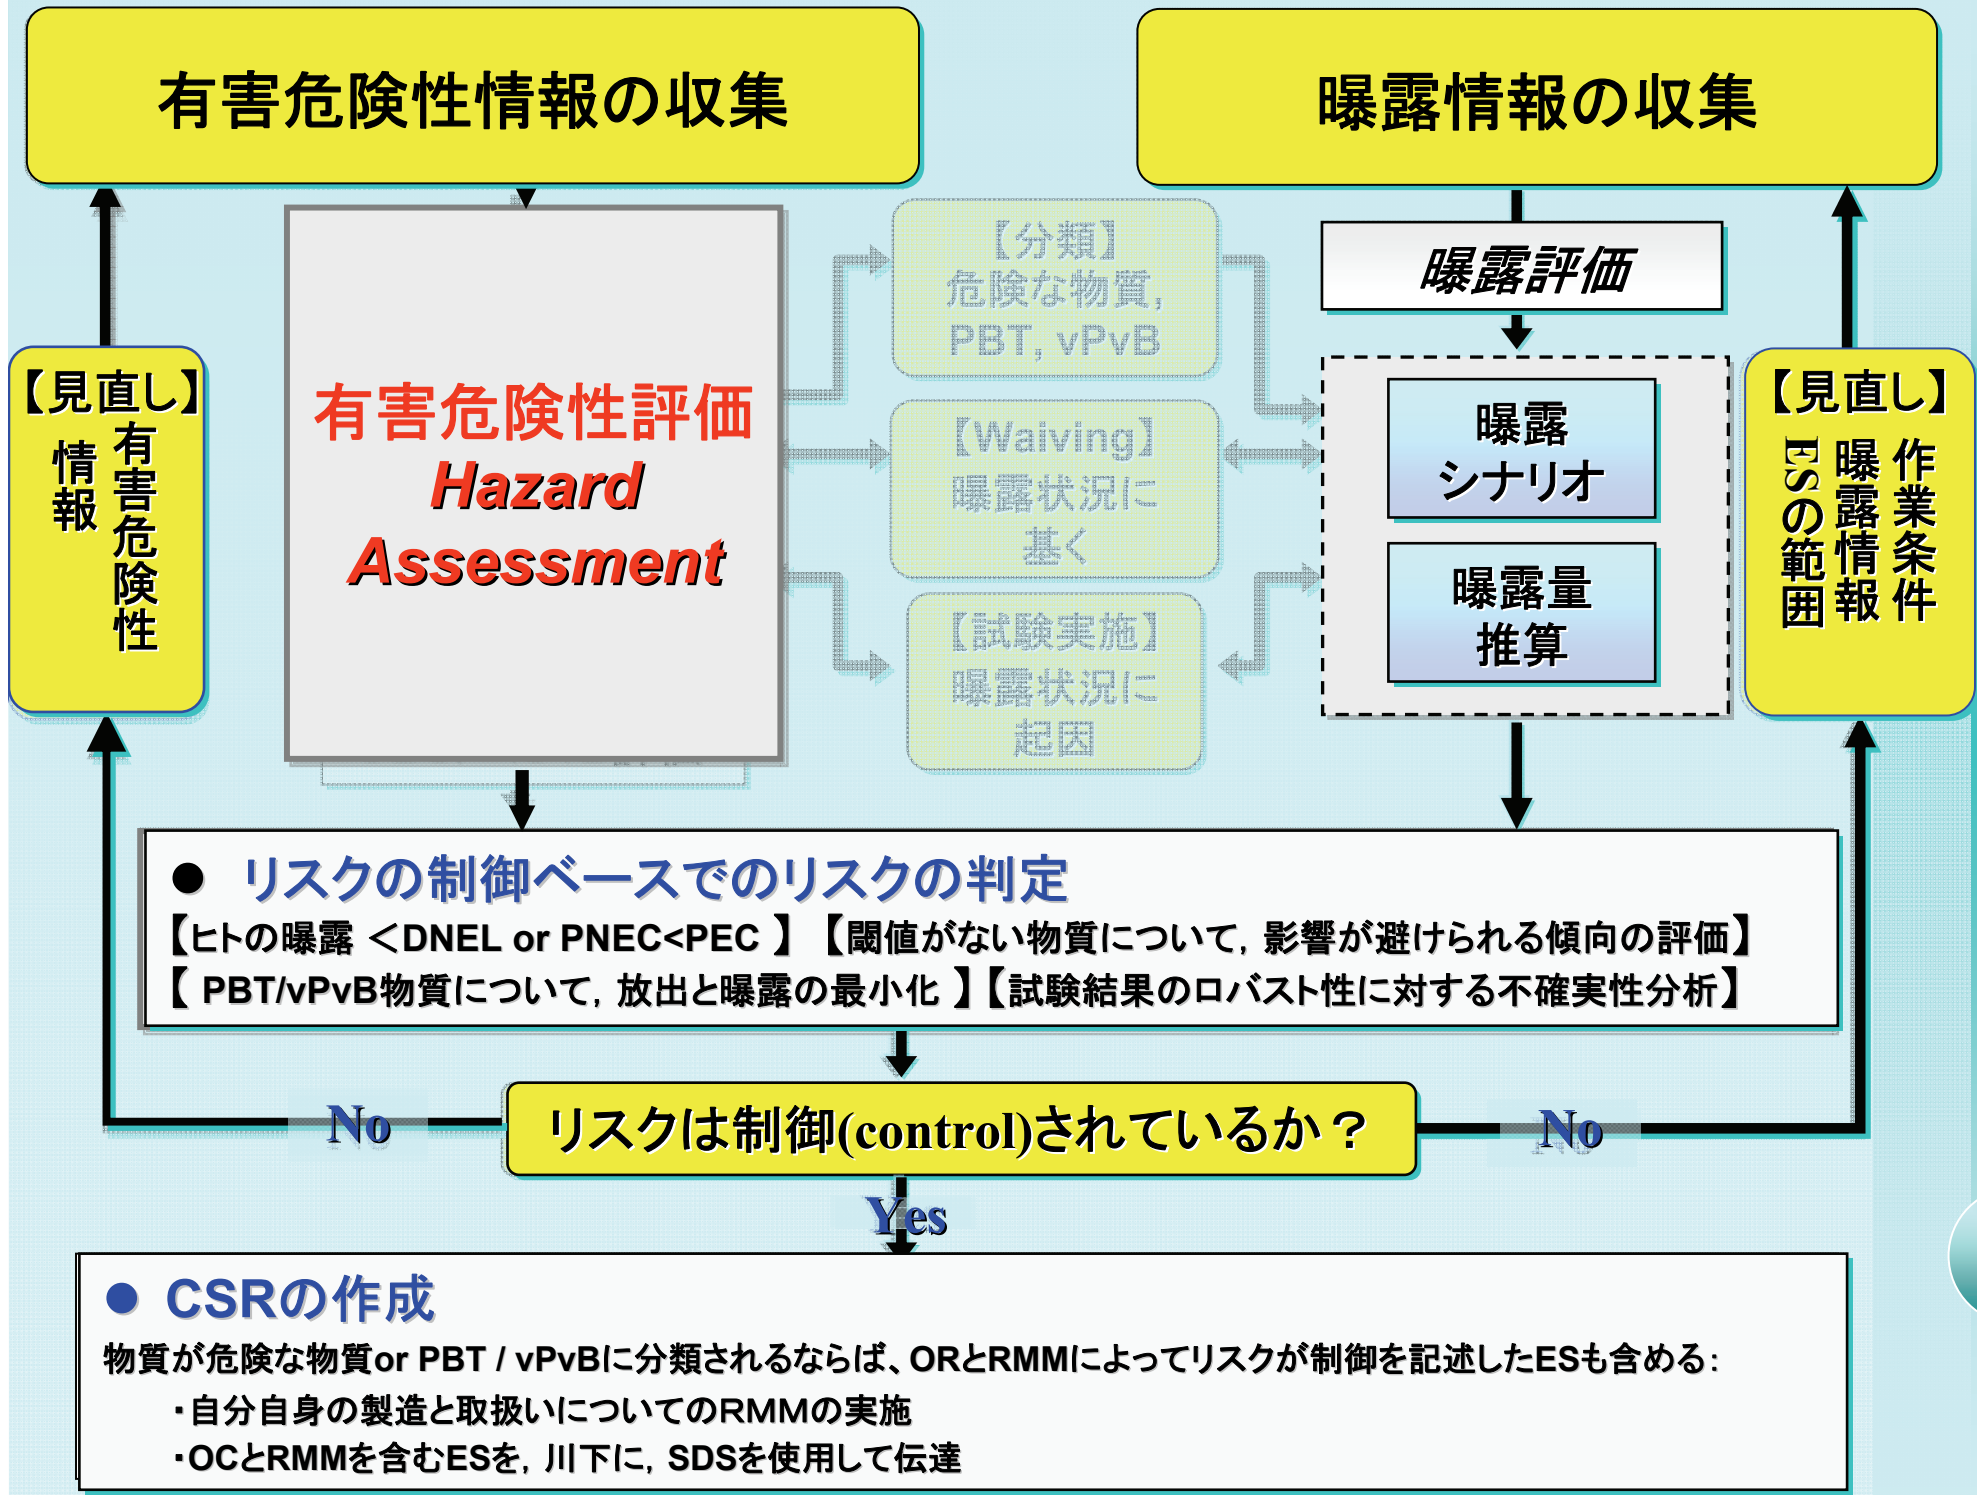 有害危険性情報の収集
曝露情報の収集
【見直し】
有害危険性
情報
有害危険性評価
Hazard
Assessment
【分類】
危険な物質,
PBT, vPvB
【Waiving】
曝露状況に
基く
【試験実施】
曝露状況に
起因
曝露評価
曝露
シナリオ
曝露量
推算
【見直し】
作業条件
曝露情報
ESの範囲
● リスクの制御ベースでのリスクの判定
【ヒトの曝露 <DNEL or PNEC<PEC 】 【閾値がない物質について, 影響が避けられる傾向の評価】
【 PBT/vPvB物質について, 放出と曝露の最小化 】【試験結果のロバスト性に対する不確実性分析】
リスクは制御(control)されているか？
No
No
Yes
● CSRの作成
物質が危険な物質or PBT / vPvBに分類されるならば、ORとRMMによってリスクが制御を記述したESも含める:
・自分自身の製造と取扱いについてのRMMの実施
・OCとRMMを含むESを, 川下に, SDSを使用して伝達